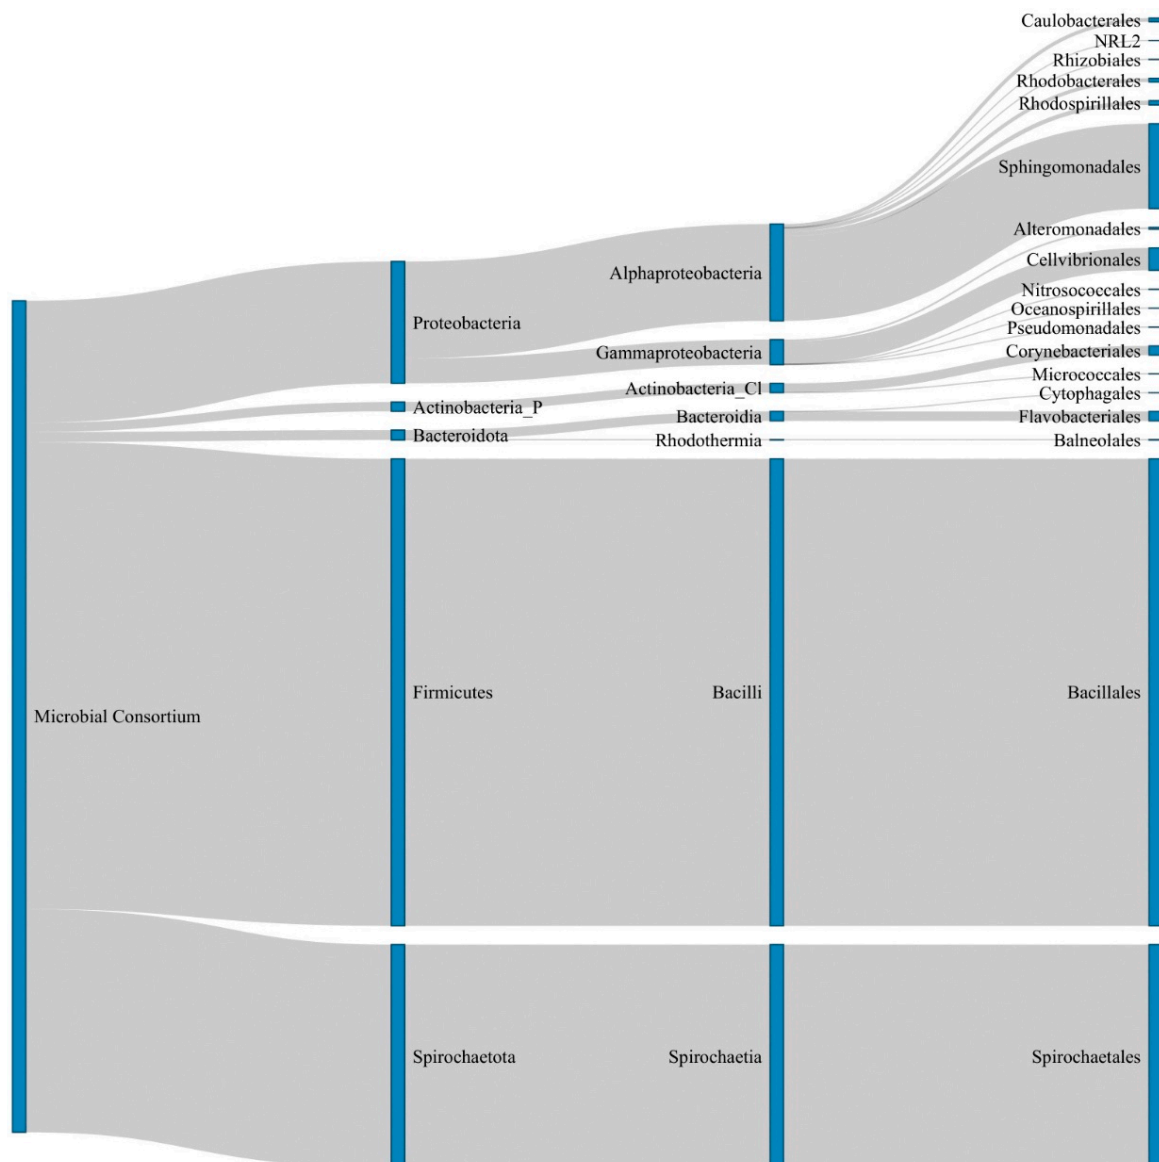 Caulobacterales
NRL2
Rhizobiales
Rhodobacterales
Rhodospirillales
Sphingomonadales
Alteromonadales
Cellvibrionales
Alphaproteobacteria
Nitrosococcales
Oceanospirillales
Proteobacteria
Pseudomonadales
Gammaproteobacteria
Corynebacteriales
Micrococcales
Actinobacteria_Cl
Cytophagales
Actinobacteria_P
Bacteroidia
Flavobacteriales
Bacteroidota
Rhodothermia
Balneolales
Firmicutes
Bacilli
Bacillales
Microbial Consortium
Spirochaetota
Spirochaetia
Spirochaetales